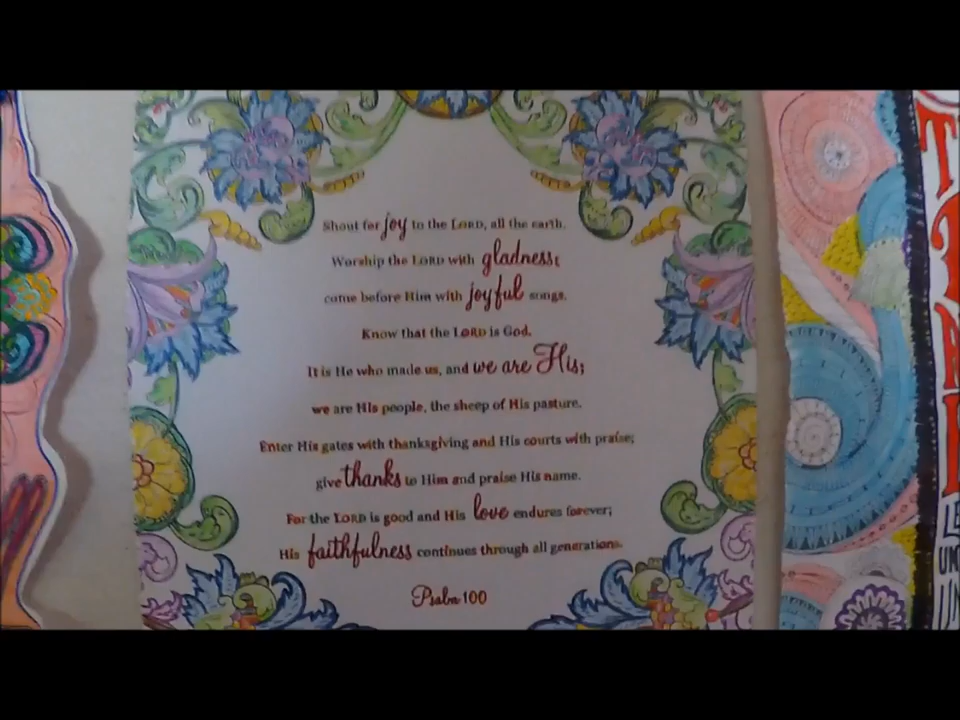 Shout for joy to the LORD, all the earth.
Worship the LORD with gladness;
come before Him with joyful songs.
Know that the LORD is God.
It is He who made us, and we are His;
we are His people, the sheep of His pasture.
Enter His gates with thanksgiving and His courts with praise;
give thanks to Him and praise His name.
For the LORD is good and His love endures forever;
His faithfulness continues through all generations.
Psalm 100